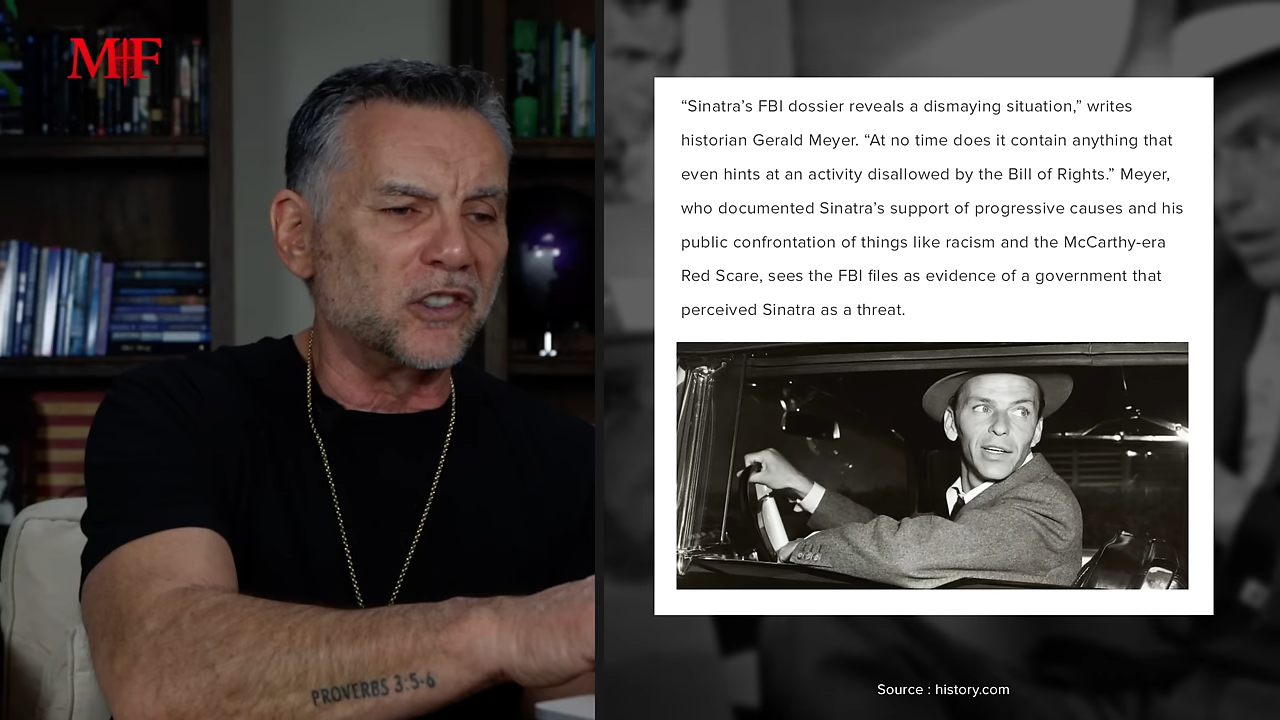 M F
PROVERBS 3:5-6
“Sinatra’s FBI dossier reveals a dismaying situation,” writes
historian Gerald Meyer. “At no time does it contain anything that
even hints at an activity disallowed by the Bill of Rights.” Meyer,
who documented Sinatra’s support of progressive causes and his
public confrontation of things like racism and the McCarthy-era
Red Scare, sees the FBI files as evidence of a government that
perceived Sinatra as a threat.
Source : history.com